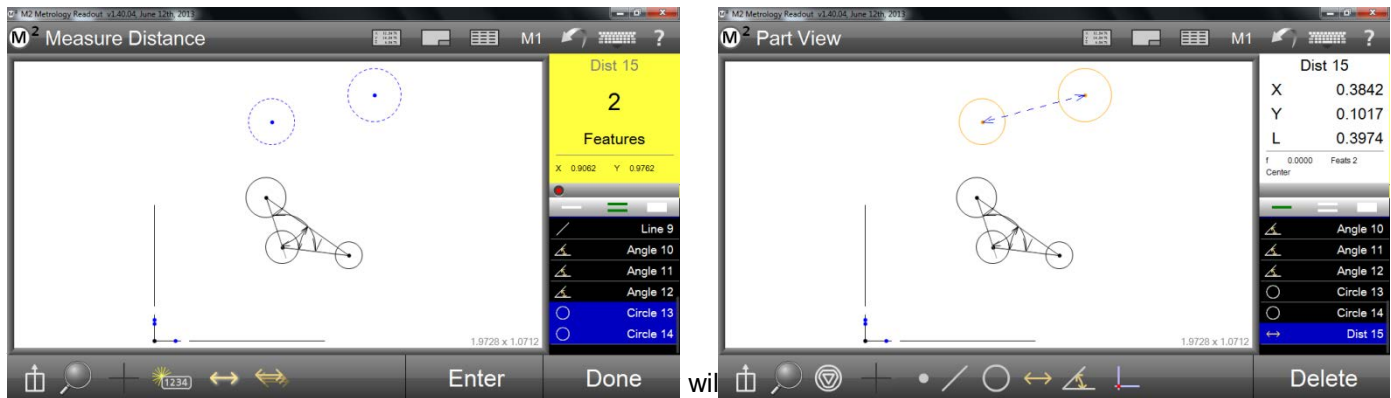 M² Metrology Readout v1.40.04, June 12th, 2013
M² Measure Distance
M1
?
Dist 15
2
Features
X 0.9062 Y 0.9762
Line 9
Angle 10
Angle 11
Angle 12
Circle 13
Circle 14
1.9728 x 1.0712
1234
Enter
Done
wil
M² Metrology Readout v1.40.04, June 12th, 2013
M² Part View
M1
?
Dist 15
X 0.3842
Y 0.1017
L 0.3974
f 0.0000 Feats 2
Center
Angle 10
Angle 11
Angle 12
Circle 13
Circle 14
Dist 15
1.9728 x 1.0712
Delete